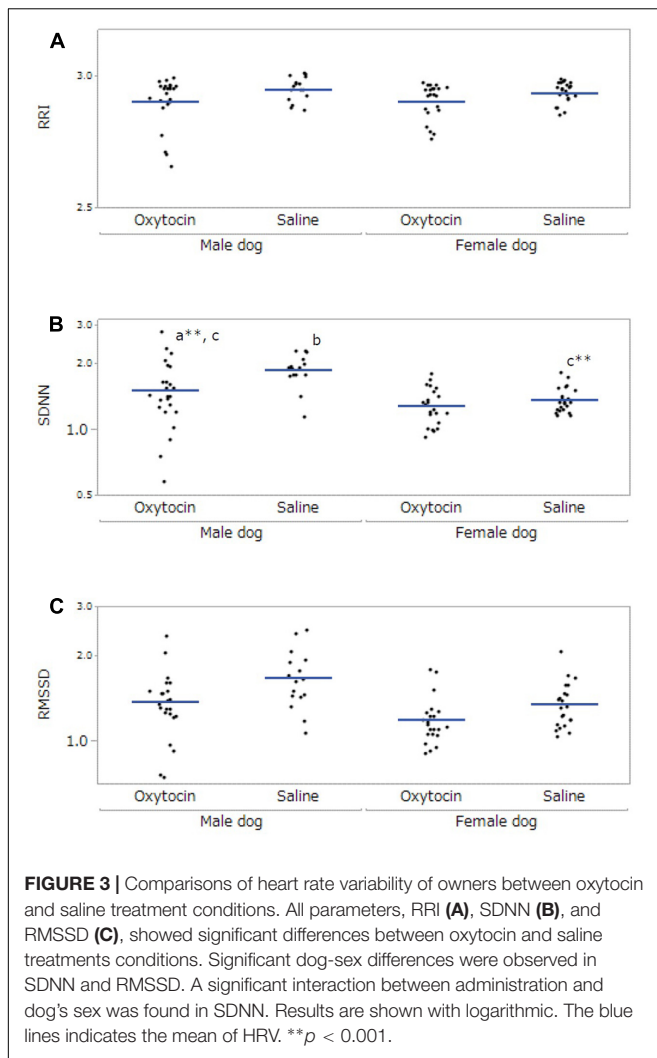 A
3.0
RRI
2.5
Oxytocin Saline Oxytocin Saline
Male dog Female dog
B
3.0
a**, c b
2.0 c**
SDNN
1.0
0.5
Oxytocin Saline Oxytocin Saline
Male dog Female dog
C
3.0
2.0
RMSSD
1.0
Oxytocin Saline Oxytocin Saline
Male dog Female dog
FIGURE 3 | Comparisons of heart rate variability of owners between oxytocin
and saline treatment conditions. All parameters, RRI (A), SDNN (B), and
RMSSD (C), showed significant differences between oxytocin and saline
treatments conditions. Significant dog-sex differences were observed in
SDNN and RMSSD. A significant interaction between administration and
dog's sex was found in SDNN. Results are shown with logarithmic. The blue
lines indicates the mean of HRV. **p < 0.001.